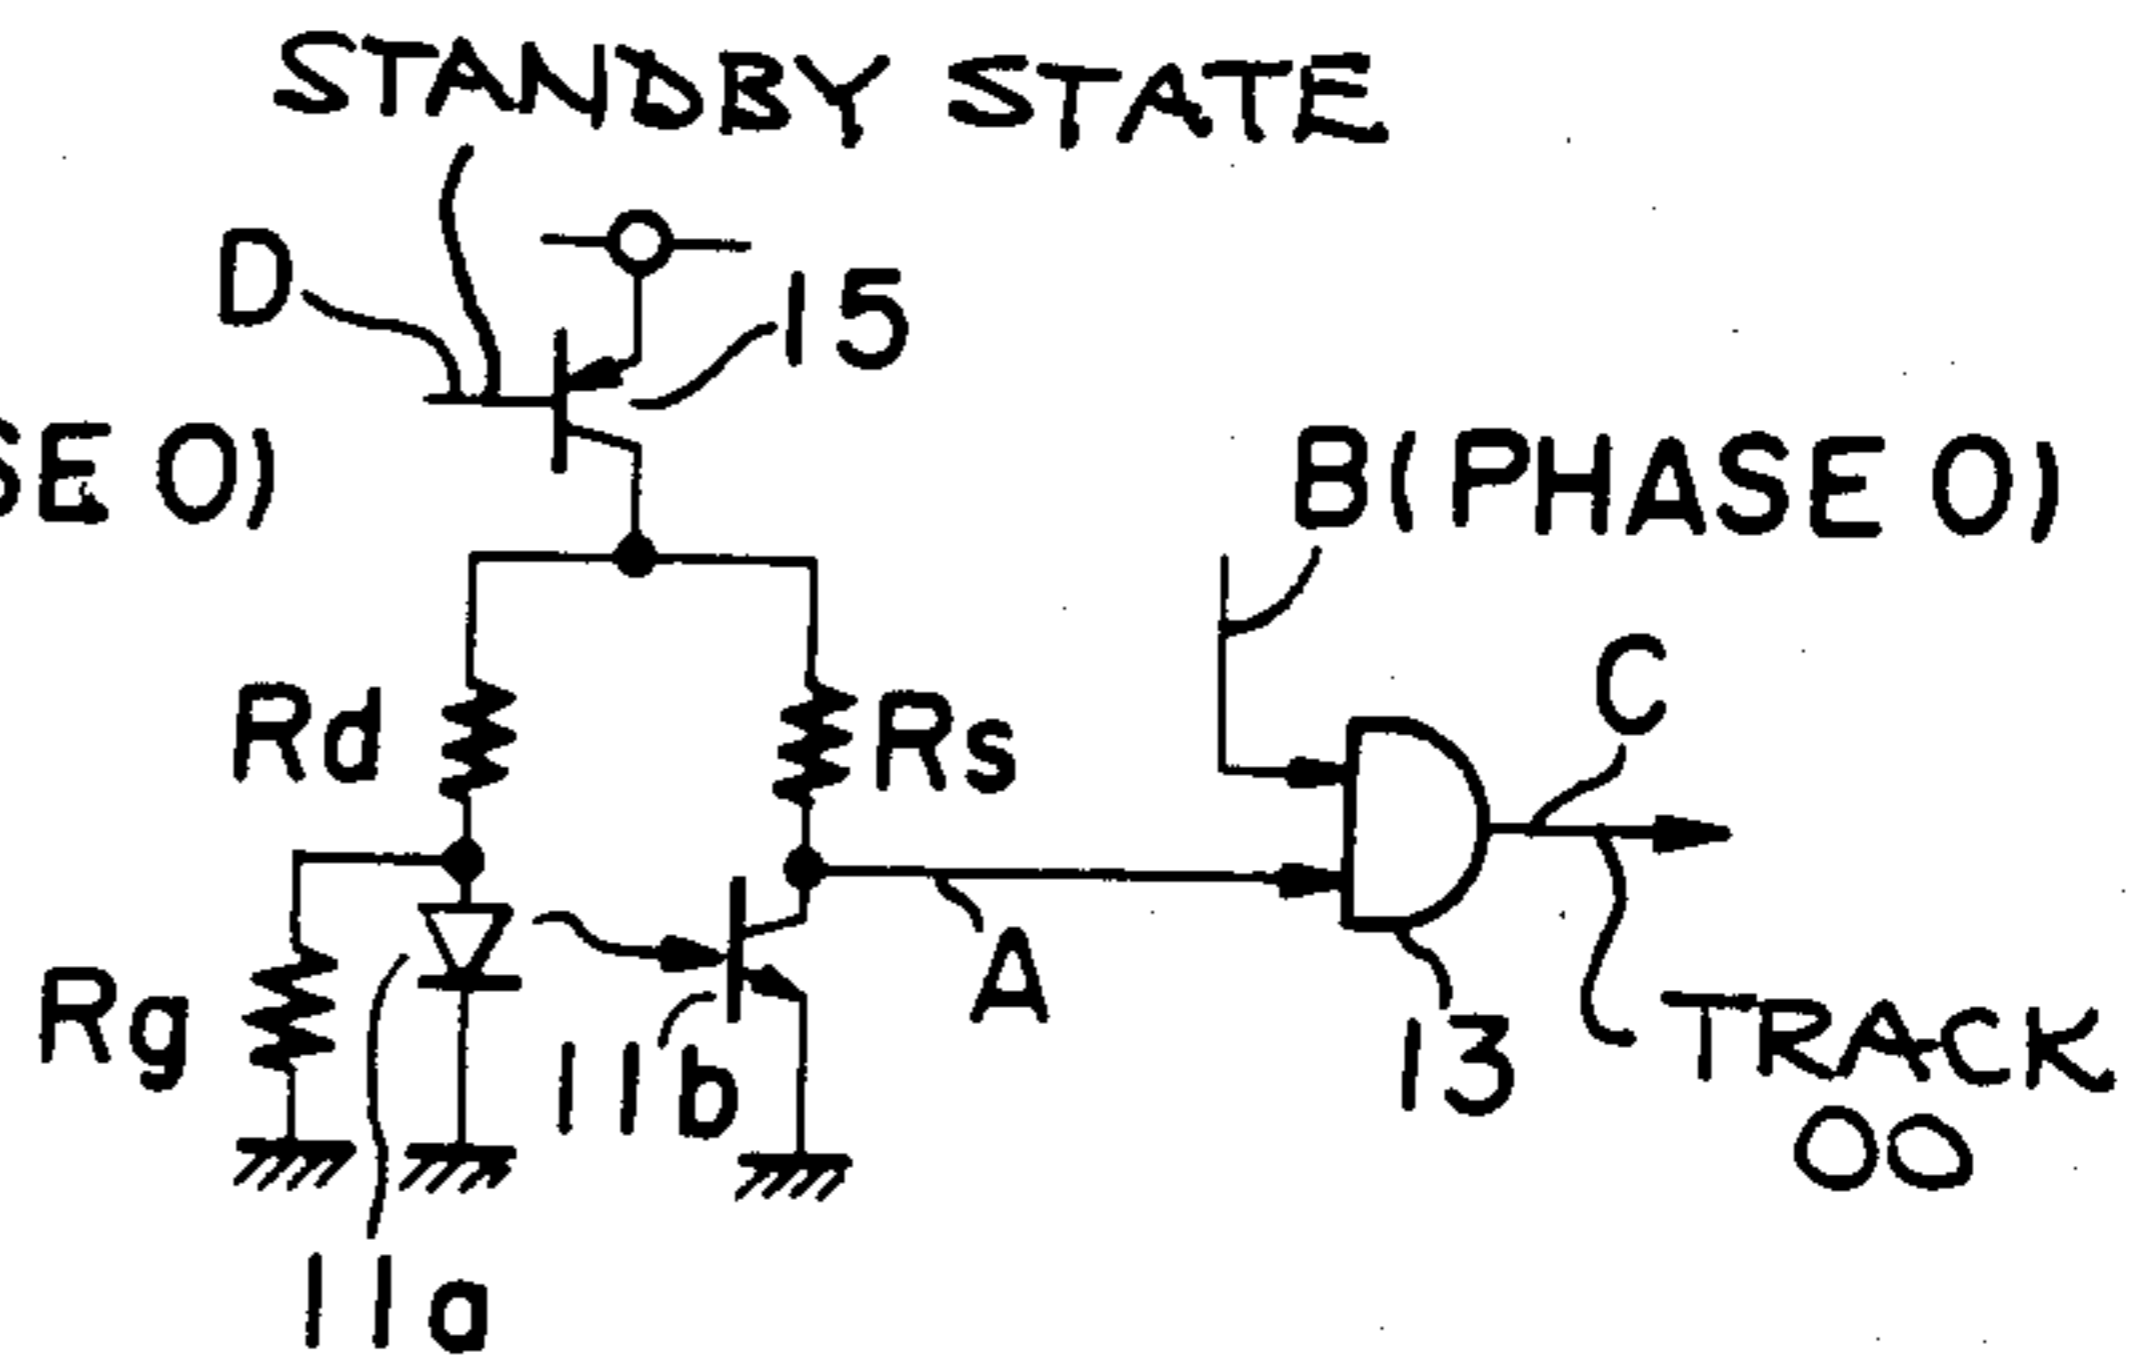 STANDBY STATE
D
15
SE 0)
B(PHASE 0)
C
Rd
Rs
A
Rg
11b
13
TRACK
00
11a